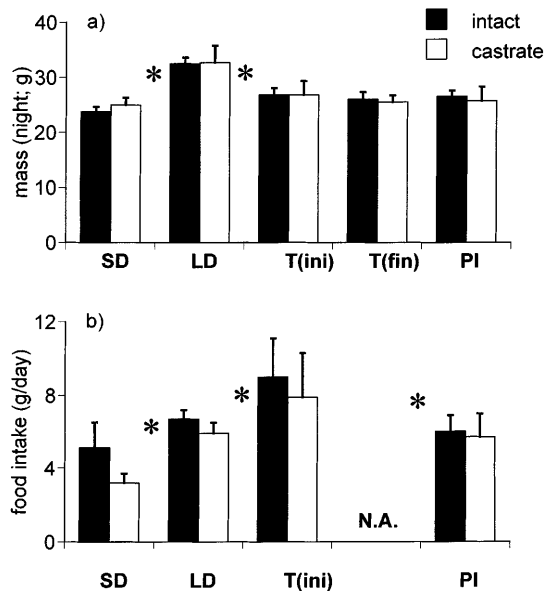 a)
intact
castrate
mass (night; g)
40
30
20
10
0
* *
SD LD T(ini) T(fin) PI
b)
food intake (g/day)
12
8
4
0
* * *
N.A.
SD LD T(ini) PI